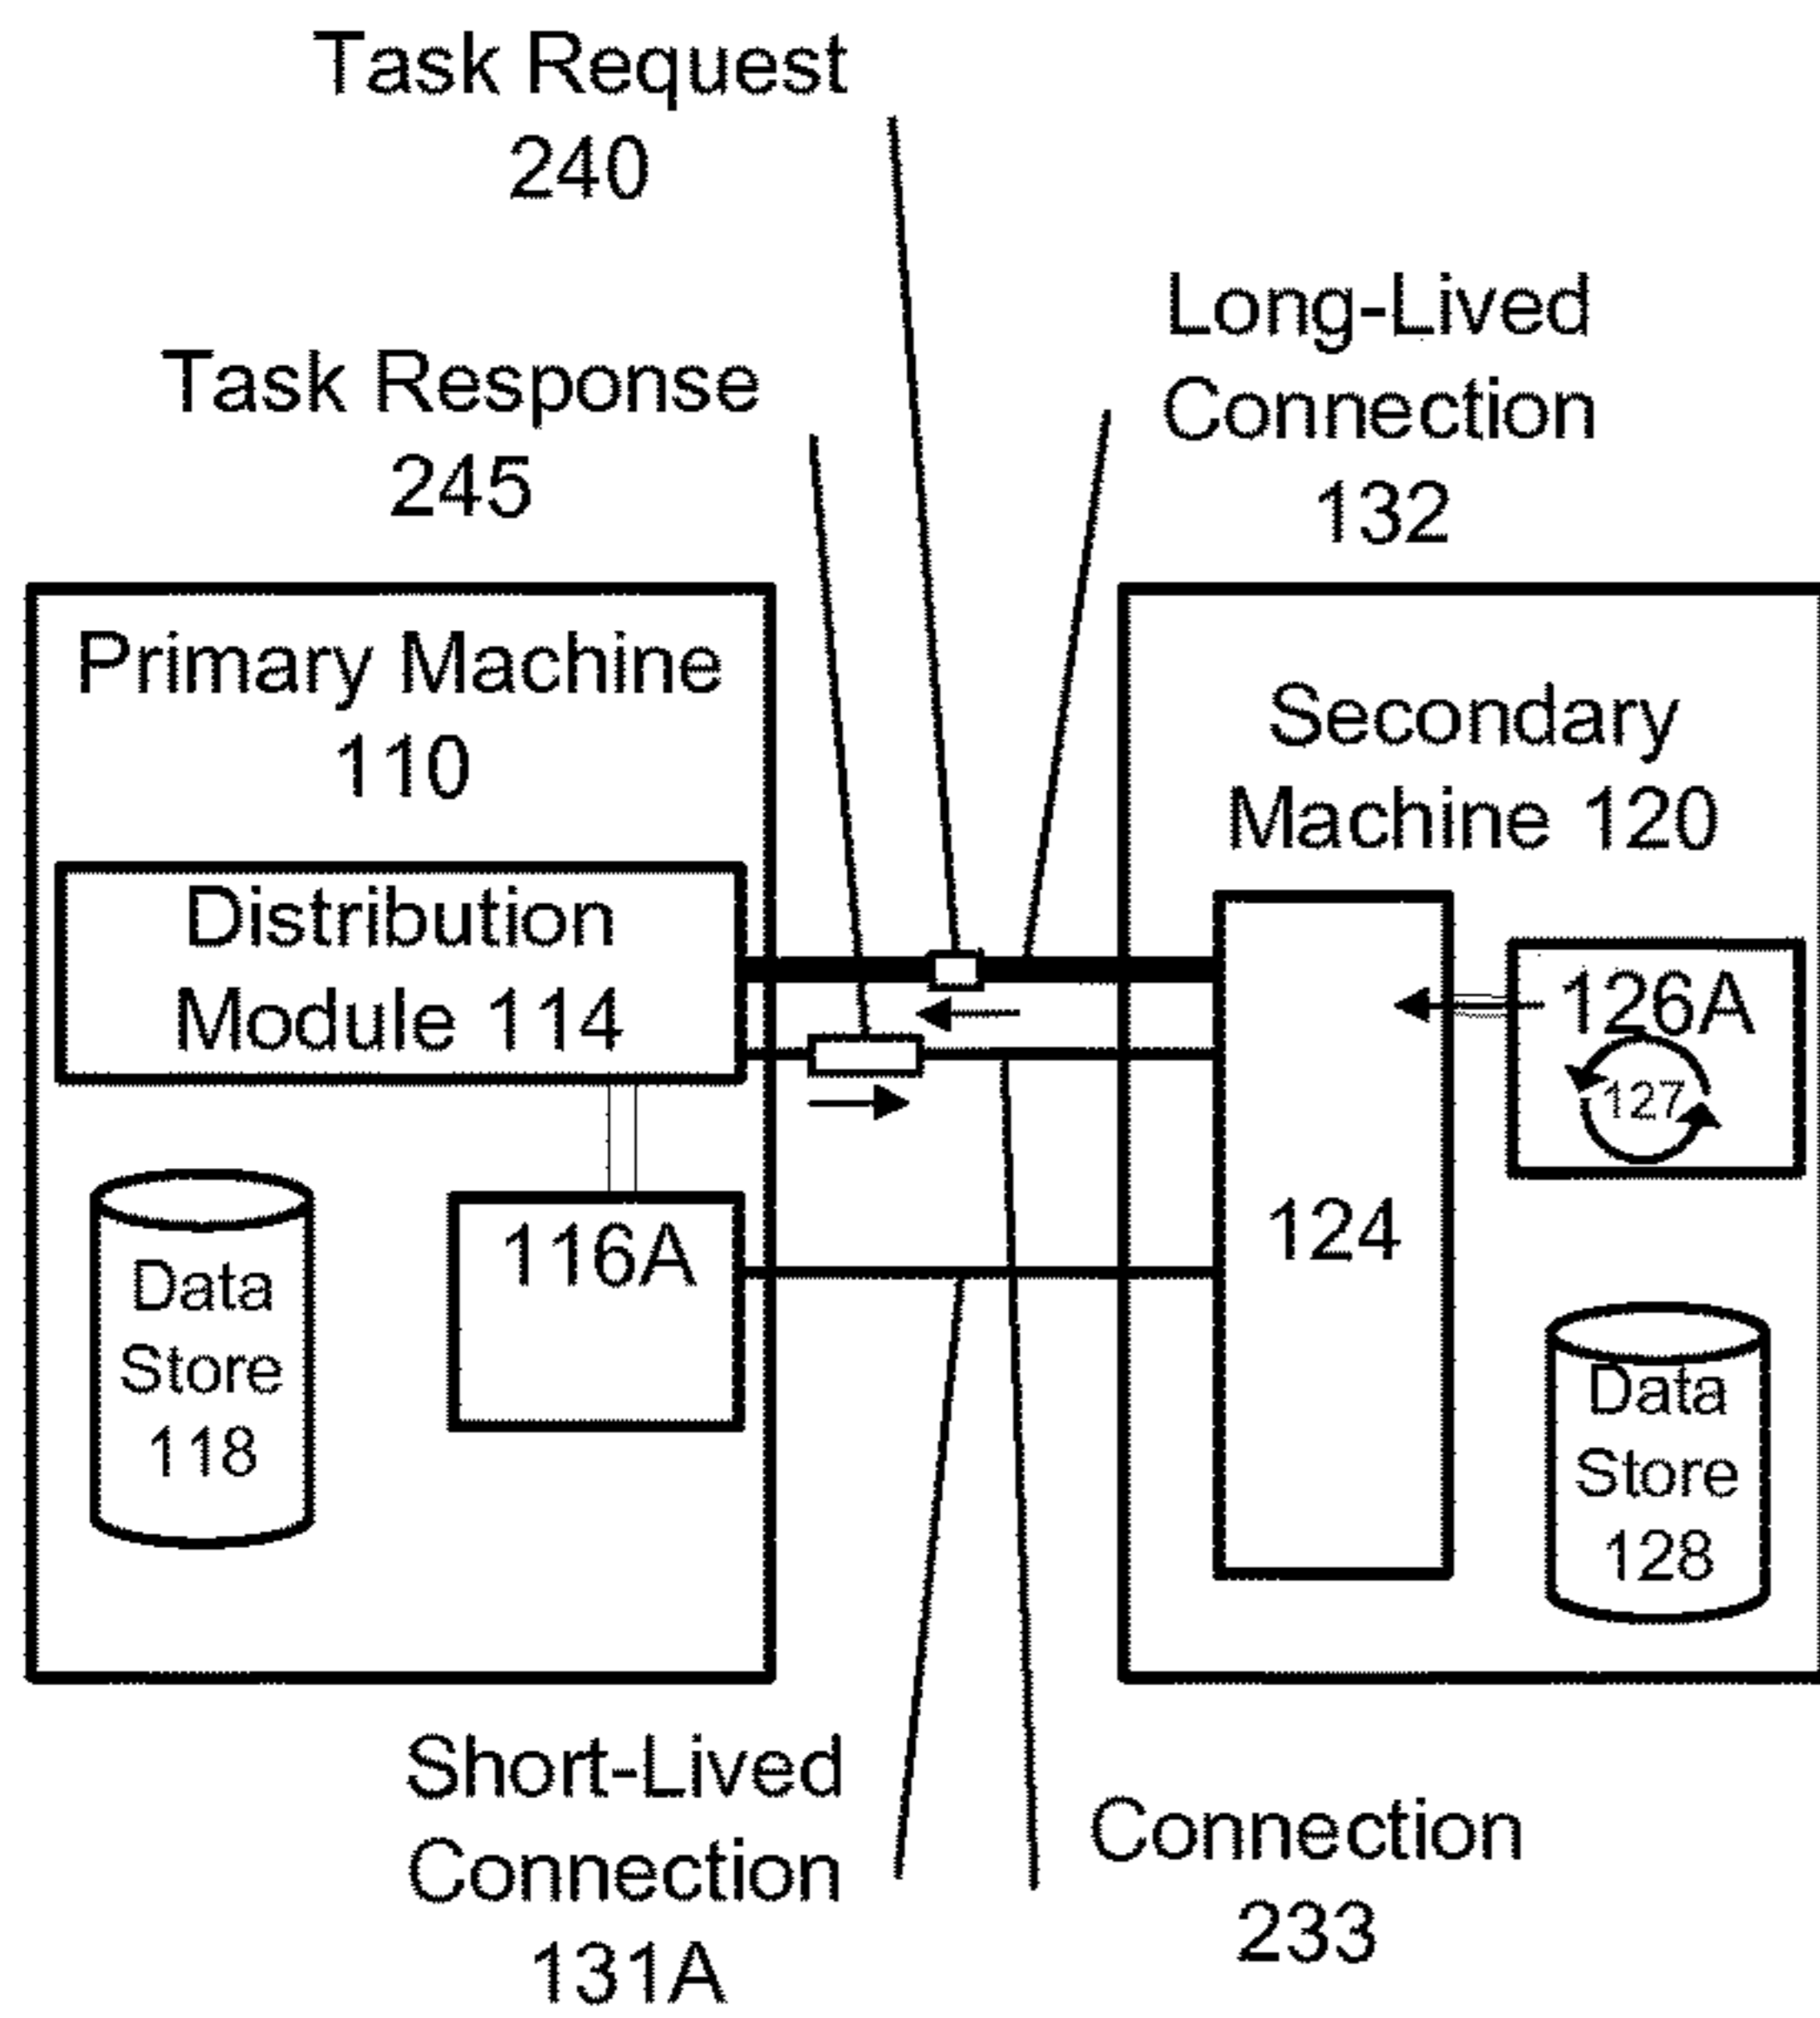 Task Request
240
Task Response
245
Long-Lived
Connection
132
Primary Machine
110
Distribution
Module 114
Data
Store
118
116A
Secondary
Machine 120
124
126A
127
Data
Store
128
Short-Lived
Connection
131A
Connection
233